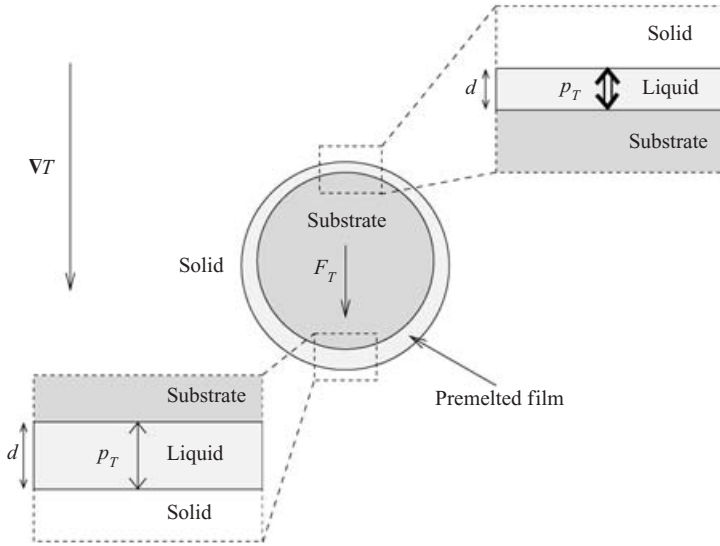 Solid
d
p_T
Liquid
Substrate
∇T
Substrate
Solid
F_T
Premelted film
Substrate
d
p_T
Liquid
Solid